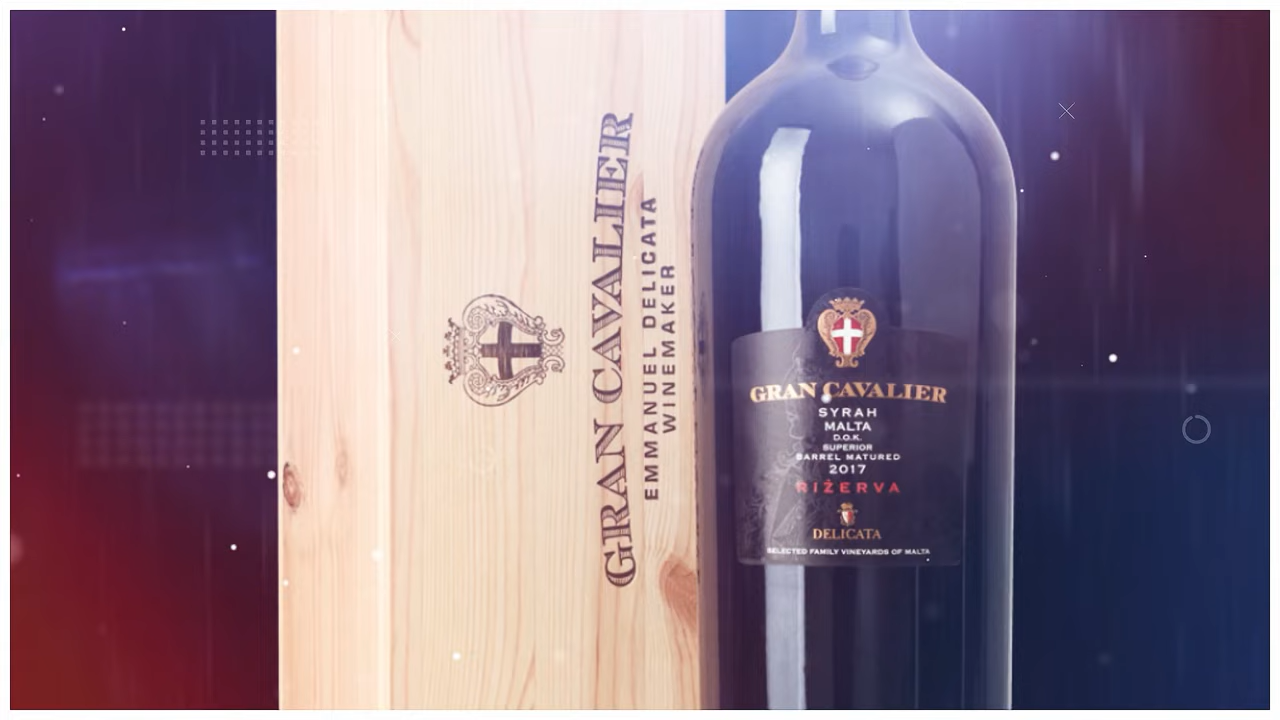 GRAN CAVALIER
EMMANUEL DELICATA
WINEMAKER
GRAN CAVALIER
SYRAH
MALTA
D.O.K.
SUPERIOR
BARREL MATURED
2017
RIŻERVA
DELICATA
SELECTED FAMILY VINEYARDS OF MALTA